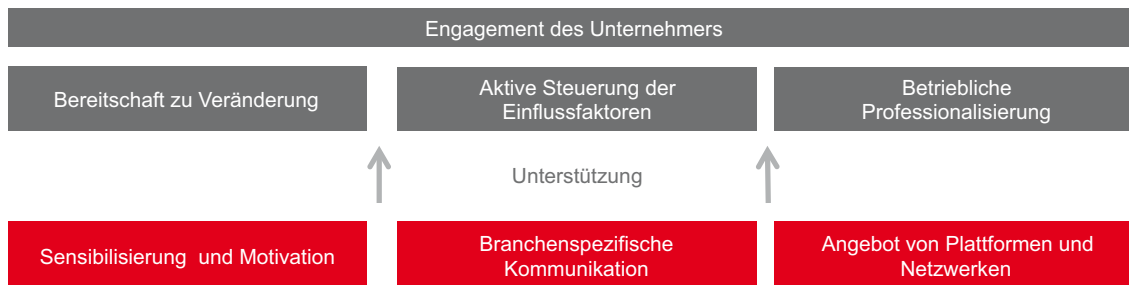 Engagement des Unternehmers
Bereitschaft zu Veränderung
Aktive Steuerung der
Einflussfaktoren
Betriebliche
Professionalisierung
Unterstützung
Sensibilisierung und Motivation
Branchenspezifische
Kommunikation
Angebot von Plattformen und
Netzwerken